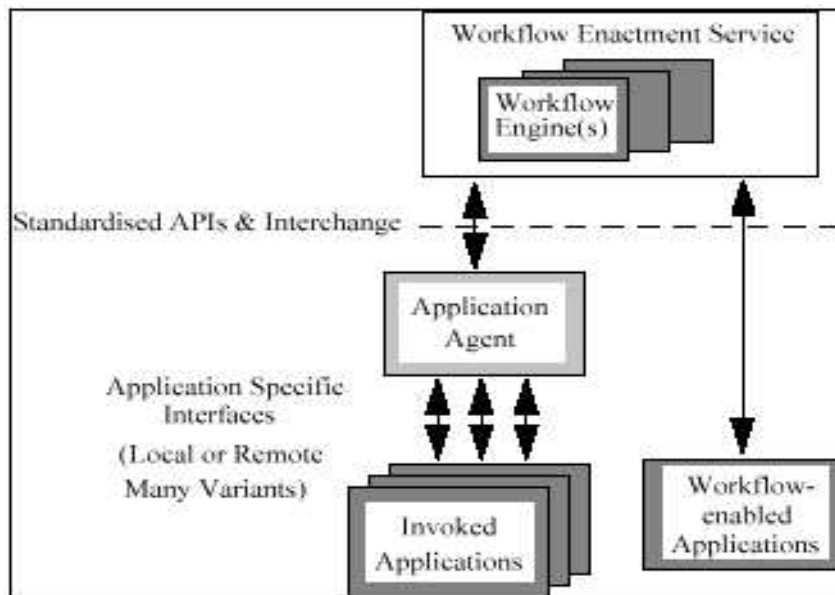 Workflow Enactment Service
Workflow
Engine(s)
Standardised APIs & Interchange
Application
Agent
Application Specific
Interfaces
(Local or Remote
Many Variants)
Invoked
Applications
Workflow-
enabled
Applications